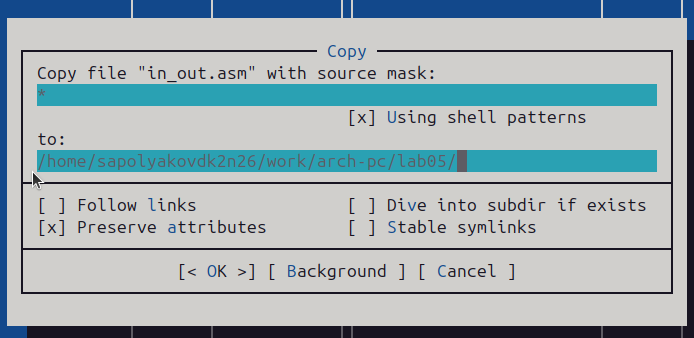 Copy
Copy file "in_out.asm" with source mask:
*
[x] Using shell patterns
to:
/home/sapolyakovdk2n26/work/arch-pc/lab05/
[ ] Follow links [ ] Dive into subdir if exists
[x] Preserve attributes [ ] Stable symlinks
[< OK >] [ Background ] [ Cancel ]